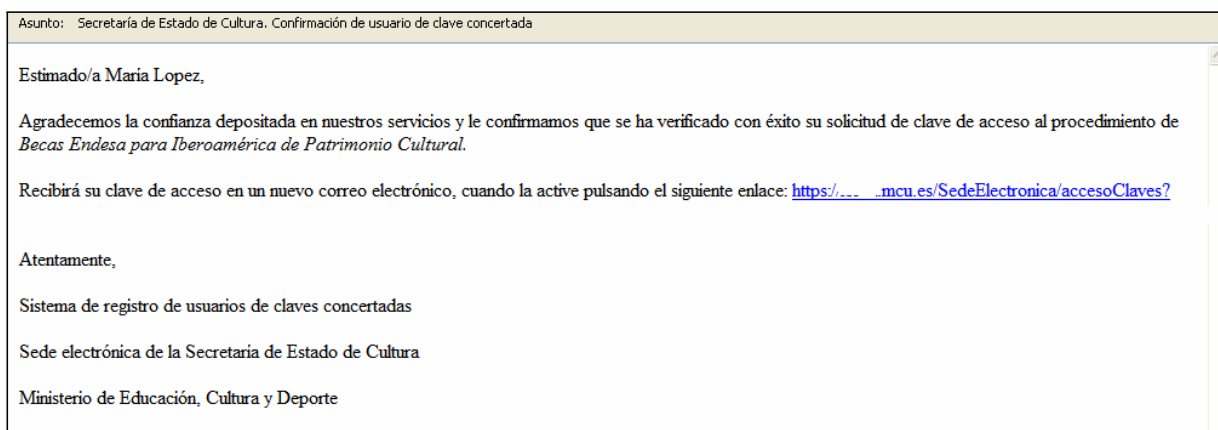 Asunto: Secretaría de Estado de Cultura. Confirmación de usuario de clave concertada
Estimado/a Maria Lopez,
Agradecemos la confianza depositada en nuestros servicios y le confirmamos que se ha verificado con éxito su solicitud de clave de acceso al procedimiento de
Becas Endesa para Iberoamérica de Patrimonio Cultural.
Recibirá su clave de acceso en un nuevo correo electrónico, cuando la active pulsando el siguiente enlace: https:/ mcu.es/SedeElectronica/accesoClaves?
Atentamente,
Sistema de registro de usuarios de claves concertadas
Sede electrónica de la Secretaría de Estado de Cultura
Ministerio de Educación, Cultura y Deporte